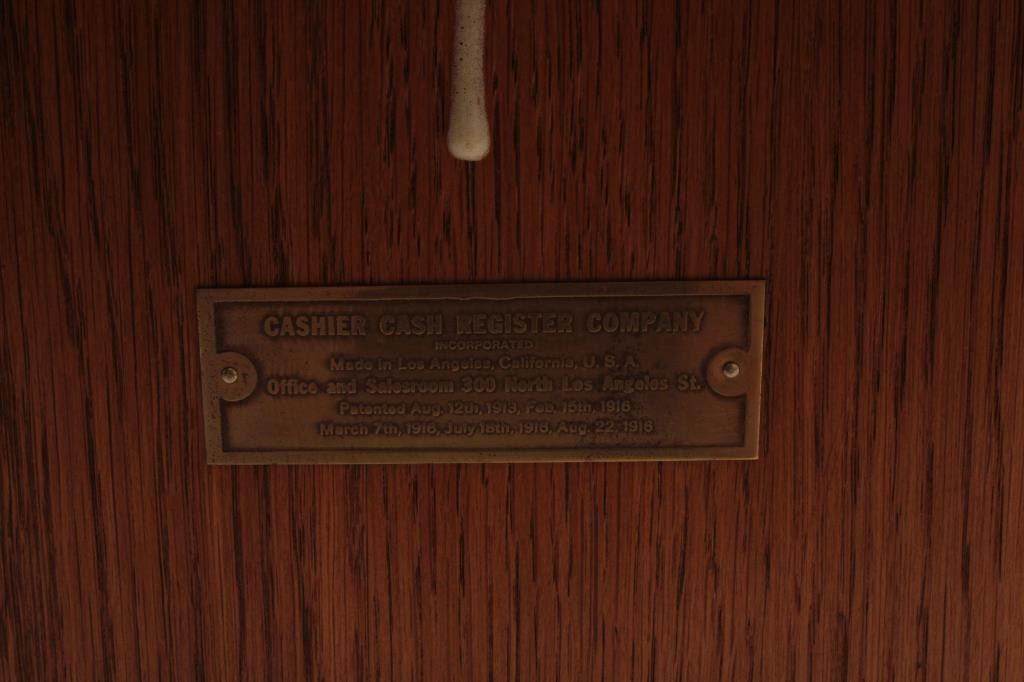 CASHIER CASH REGISTER COMPANY
INCORPORATED
Made in Los Angeles, California, U. S. A.
Office and Salesroom 300 North Los Angeles St.
Patented Aug. 12th, 1913, Feb. 15th, 1916
March 7th, 1916, July 18th, 1916, Aug. 22, 1916